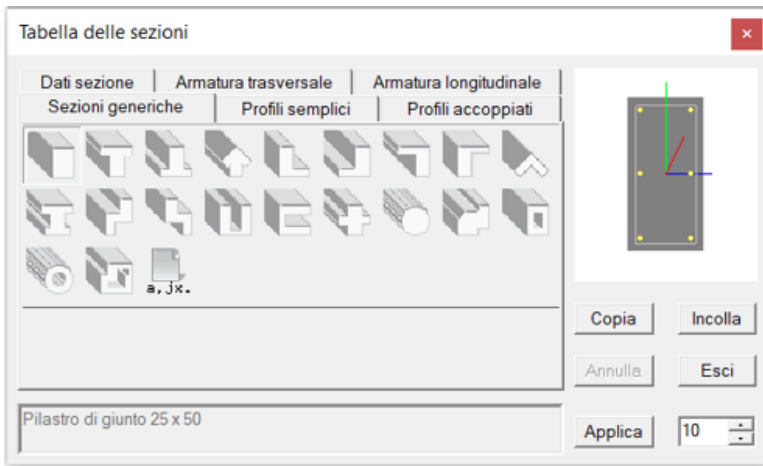 Tabella delle sezioni
Dati sezione Armatura trasversale Armatura longitudinale
Sezioni generiche Profili semplici Profili accoppiati
a,jx.
Copia Incolla
Annulla Esci
Pilastro di giunto 25 x 50
Applica 10